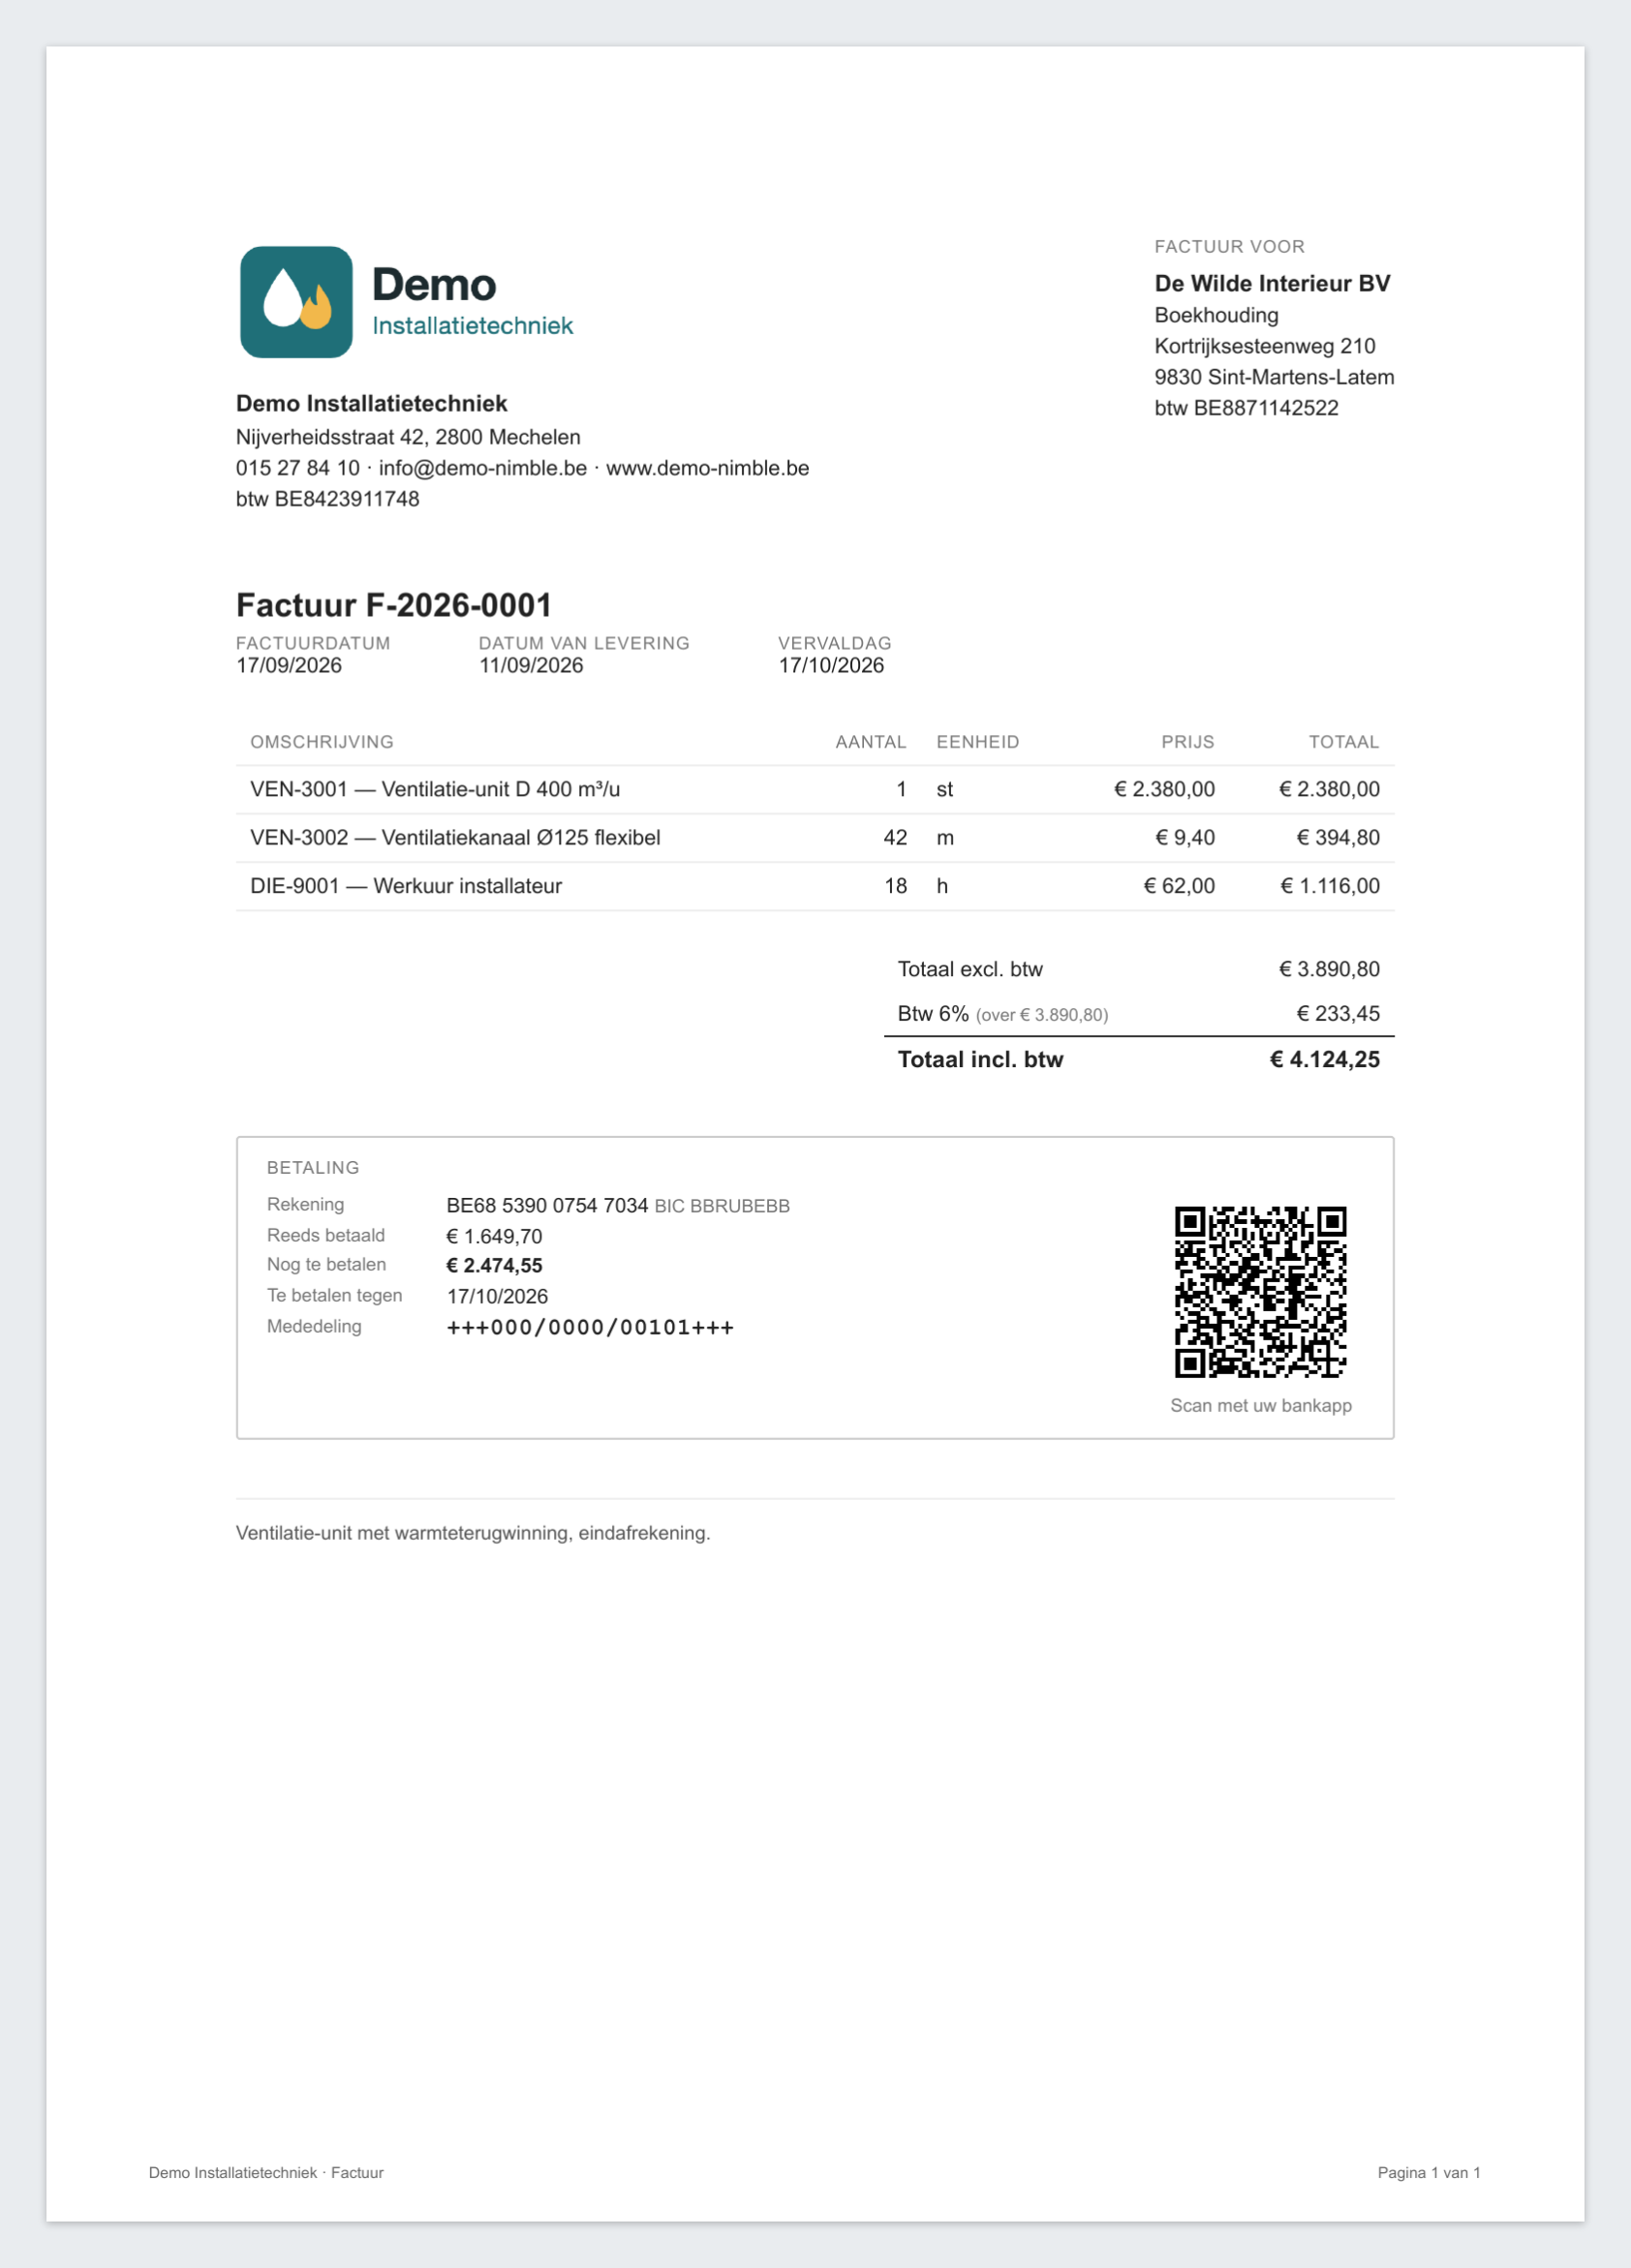 Demo
Installatietechniek
Demo Installatietechniek
Nijverheidsstraat 42, 2800 Mechelen
015 27 84 10 · info@demo-nimble.be · www.demo-nimble.be
btw BE8423911748
FACTUUR VOOR
De Wilde Interieur BV
Boekhouding
Kortrijksesteenweg 210
9830 Sint-Martens-Latem
btw BE8871142522
Factuur F-2026-0001
FACTUURDATUM DATUM VAN LEVERING VERVALDAG
17/09/2026 11/09/2026 17/10/2026
OMSCHRIJVING AANTAL EENHEID PRIJS TOTAAL
VEN-3001 — Ventilatie-unit D 400 m³/u 1 st € 2.380,00 € 2.380,00
VEN-3002 — Ventilatiekanaal Ø125 flexibel 42 m € 9,40 € 394,80
DIE-9001 — Werkuur installateur 18 h € 62,00 € 1.116,00
Totaal excl. btw € 3.890,80
Btw 6% (over € 3.890,80) € 233,45
Totaal incl. btw € 4.124,25
BETALING
Rekening BE68 5390 0754 7034 BIC BBRUBEBB
Reeds betaald € 1.649,70
Nog te betalen € 2.474,55
Te betalen tegen 17/10/2026
Mededeling +++000/0000/00101+++
Scan met uw bankapp
Ventilatie-unit met warmteterugwinning, eindafrekening.
Demo Installatietechniek · Factuur Pagina 1 van 1